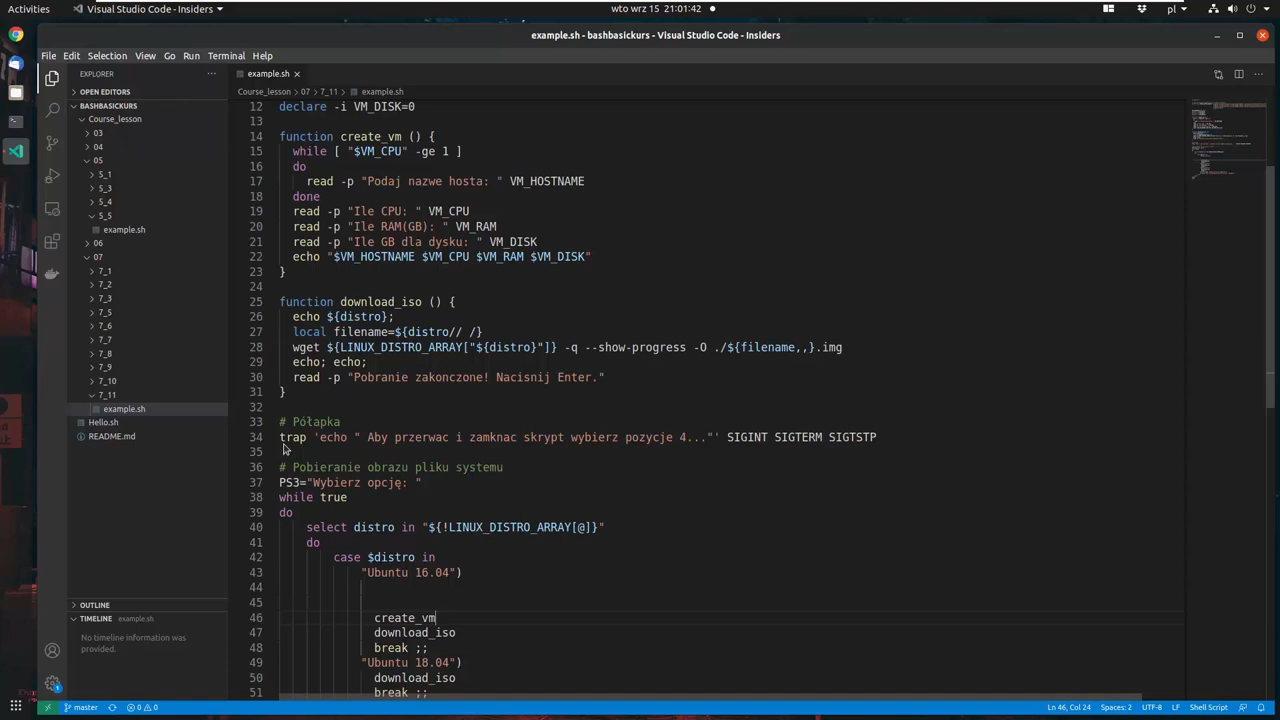 Activities
Visual Studio Code - Insiders
wto wrz 15 21:01:42
pl
example.sh - bashbasickurs - Visual Studio Code - Insiders
File Edit Selection View Go Run Terminal Help
EXPLORER
OPEN EDITORS
BASHBASICKURS
Course_lesson
03
04
05
5_1
5_3
5_4
5_5
example.sh
06
07
7_1
7_2
7_3
7_5
7_6
7_7
7_8
7_9
7_10
7_11
example.sh
Hello.sh
README.md
OUTLINE
TIMELINE example.sh
No timeline information was
provided.
example.sh
Course_lesson > 07 > 7_11 > example.sh
12 declare -i VM_DISK=0
13
14 function create_vm () {
15 while [ "$VM_CPU" -ge 1 ]
16 do
17 read -p "Podaj nazwe hosta: " VM_HOSTNAME
18 done
19 read -p "Ile CPU: " VM_CPU
20 read -p "Ile RAM(GB): " VM_RAM
21 read -p "Ile GB dla dysku: " VM_DISK
22 echo "$VM_HOSTNAME $VM_CPU $VM_RAM $VM_DISK"
23 }
24
25 function download_iso () {
26 echo ${distro};
27 local filename=${distro// /}
28 wget ${LINUX_DISTRO_ARRAY["${distro}"]} -q --show-progress -O ./${filename,,}.img
29 echo; echo;
30 read -p "Pobranie zakonczone! Nacisnij Enter."
31 }
32
33 # Półapka
34 trap 'echo " Aby przerwac i zamknac skrypt wybierz pozycje 4..."' SIGINT SIGTERM SIGTSTP
35
36 # Pobieranie obrazu pliku systemu
37 PS3="Wybierz opcję: "
38 while true
39 do
40 select distro in "${!LINUX_DISTRO_ARRAY[@]}"
41 do
42 case $distro in
43 "Ubuntu 16.04")
44
45
46 create_vm
47 download_iso
48 break ;;
49 "Ubuntu 18.04")
50 download_iso
51 break ;;
1
master
0 0
Ln 46, Col 24 Spaces: 2 UTF-8 LF Shell Script